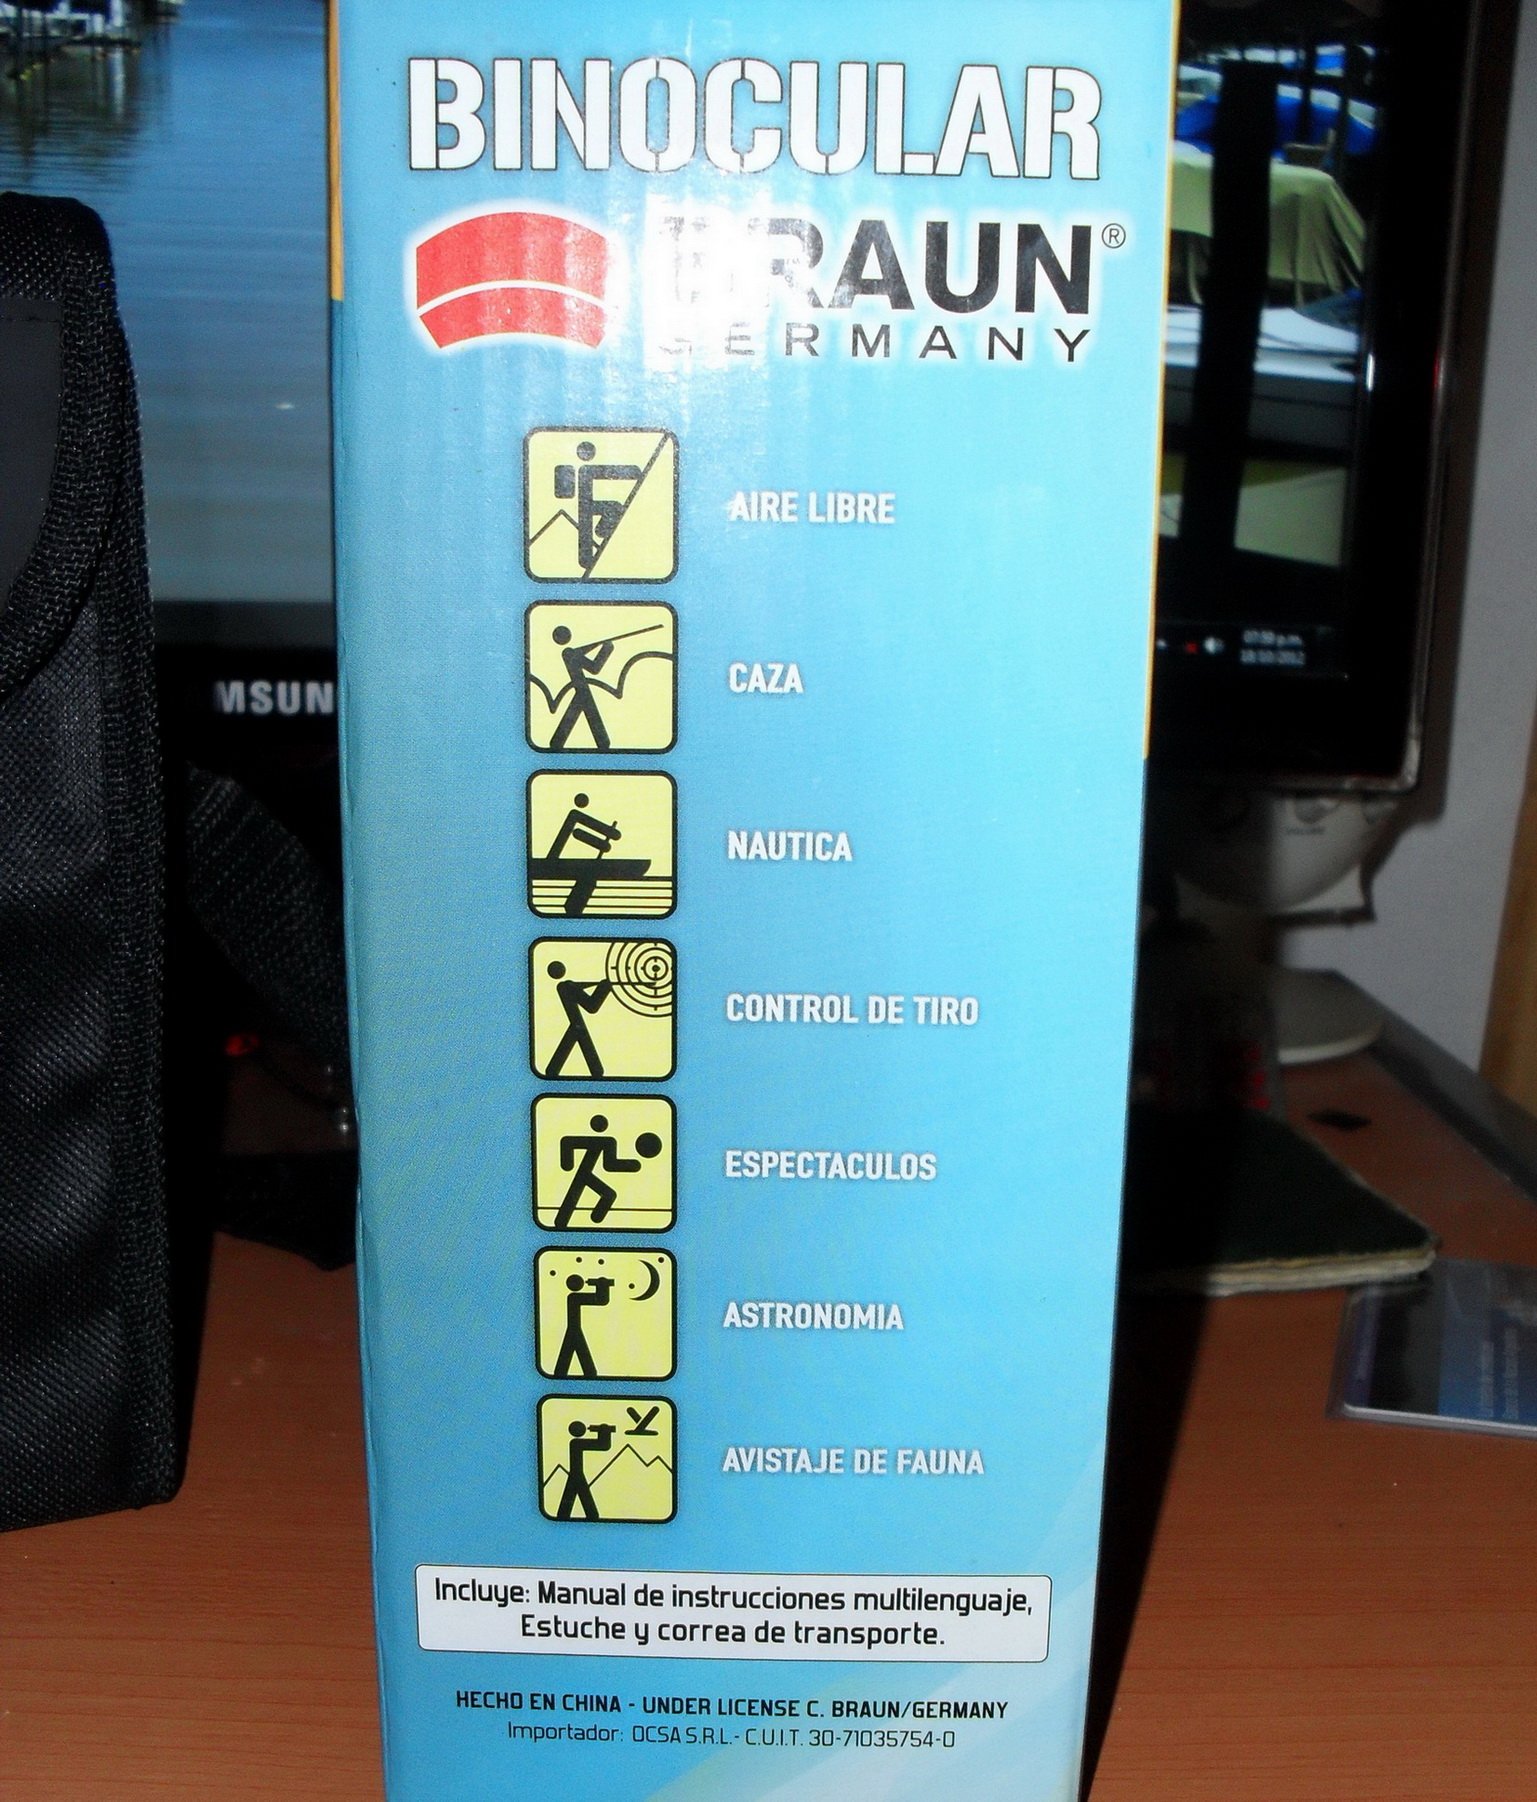 BINOCULAR
BRAUN®
GERMANY
AIRE LIBRE
CAZA
MSUN
NAUTICA
CONTROL DE TIRO
ESPECTACULOS
ASTRONOMIA
AVISTAJE DE FAUNA
Incluye: Manual de instrucciones multilenguaje,
Estuche y correa de transporte.
HECHO EN CHINA - UNDER LICENSE C. BRAUN/GERMANY
Importador: OCSA S.R.L.- C.U.I.T. 30-71035754-0